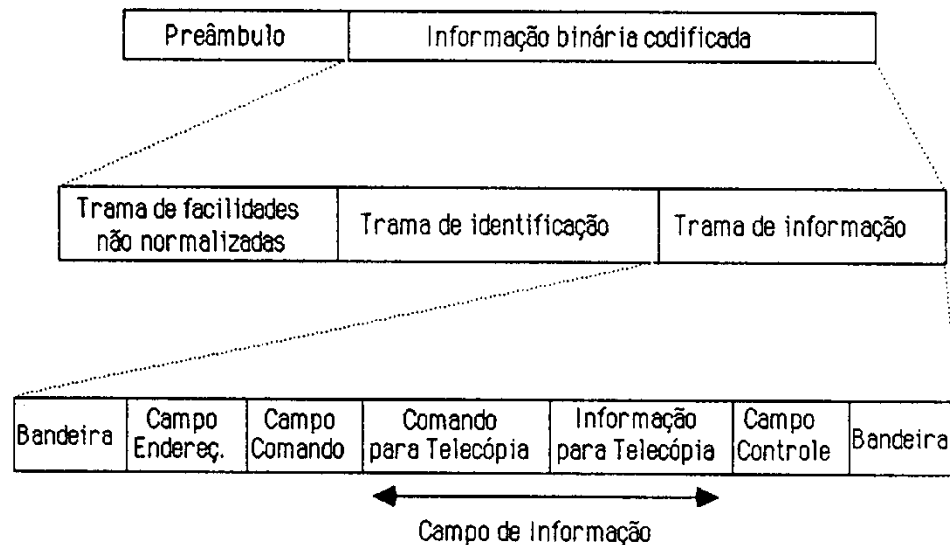 Preâmbulo
Informação binária codificada
Trama de facilidades
não normalizadas
Trama de identificação
Trama de informação
Bandeira
Campo
Endereç.
Campo
Comando
Comando
para Telecópia
Informação
para Telecópia
Campo
Controle
Bandeira
Campo de Informação